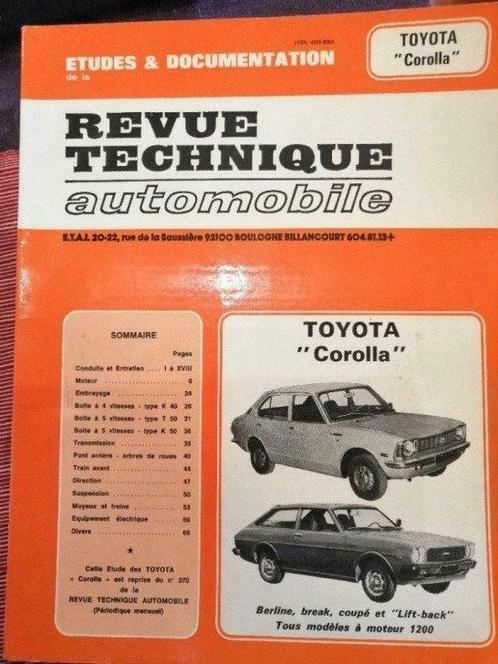 ETUDES & DOCUMENTATION
de la
TOYOTA
"Corolla"
REVUE
TECHNIQUE
automobile
E.T.A.I. 20-22, rue de la Saussière 92100 BOULOGNE BILLANCOURT 604.81.13+
SOMMAIRE
Pages
Conduite et Entretien .... I à XVIII
Moteur 6
Embrayage 24
Boîte à 4 vitesses - type K 40 26
Boîte à 5 vitesses - type T 50 31
Boîte à 5 vitesses - type K 50 36
Transmission 39
Pont arrière - arbres de roues 40
Train avant 44
Direction 47
Suspension 50
Moyeux et freins 53
Equipement électrique 60
Divers 66
Cette Etude des TOYOTA
« Corolla » est reprise du n° 370
de la
REVUE TECHNIQUE AUTOMOBILE
(Périodique mensuel)
TOYOTA
"Corolla"
Berline, break, coupé et "Lift-back"
Tous modèles à moteur 1200